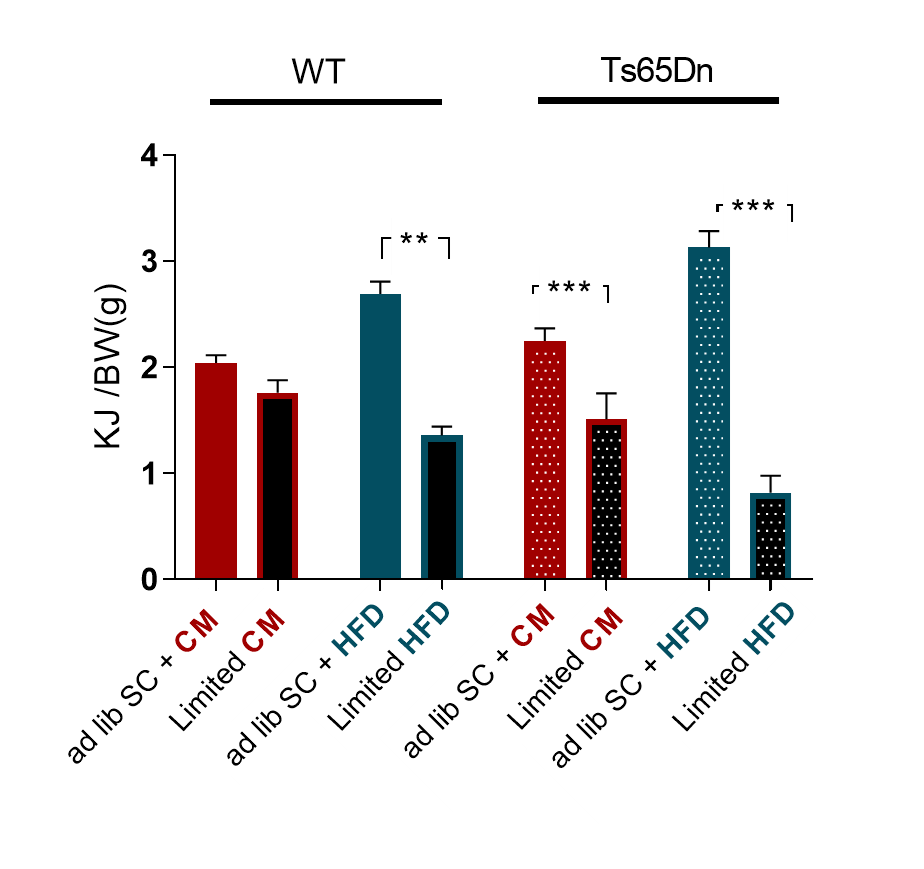 WT
Ts65Dn
KJ /BW(g)
4
3
2
1
0
**
***
***
ad lib SC + CM
Limited CM
ad lib SC + HFD
Limited HFD
ad lib SC + CM
Limited CM
ad lib SC + HFD
Limited HFD